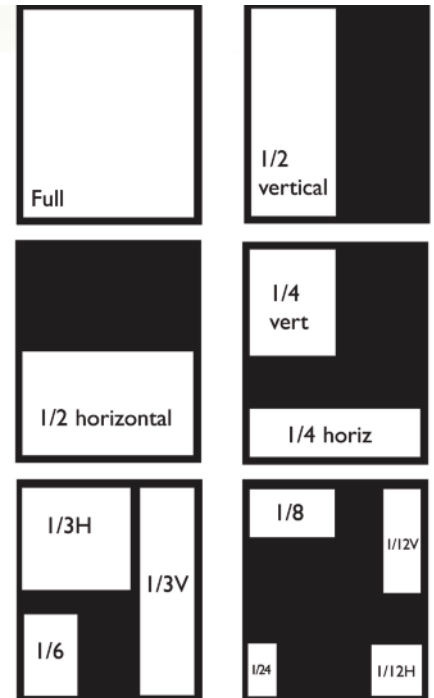 Full
1/2
vertical
1/2 horizontal
1/4
vert
1/4 horiz
1/3H
1/3V
1/6
1/8
1/12V
1/24
1/12H